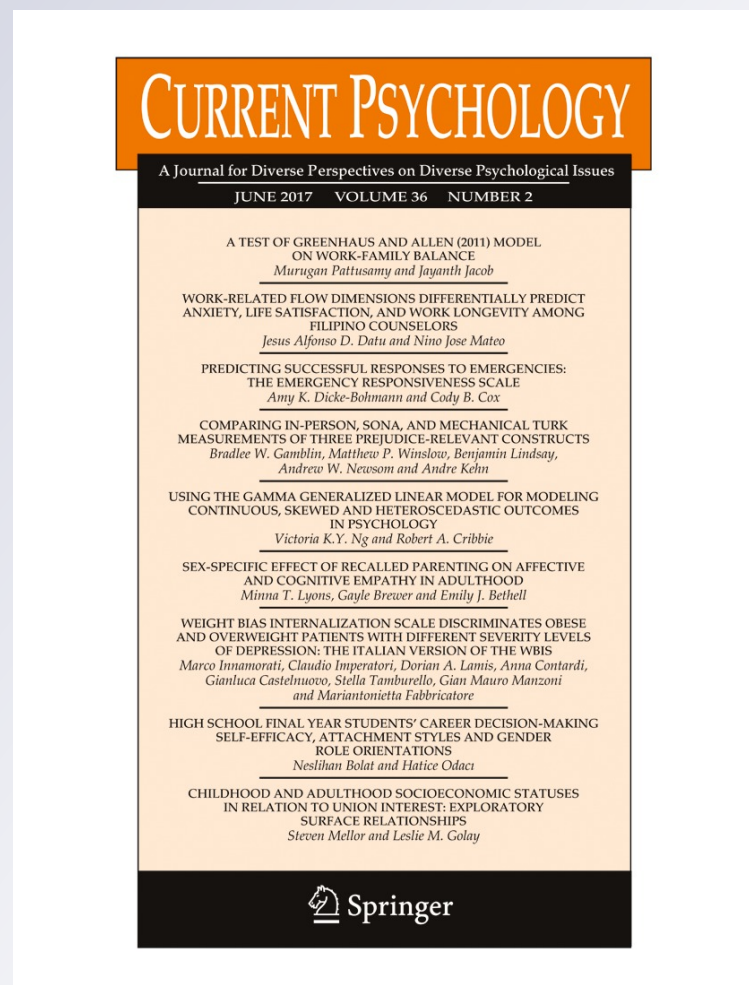 CURRENT PSYCHOLOGY
A Journal for Diverse Perspectives on Diverse Psychological Issues
JUNE 2017 VOLUME 36 NUMBER 2
A TEST OF GREENHAUS AND ALLEN (2011) MODEL
ON WORK-FAMILY BALANCE
Murugan Pattusamy and Jayanth Jacob
WORK-RELATED FLOW DIMENSIONS DIFFERENTIALLY PREDICT
ANXIETY, LIFE SATISFACTION, AND WORK LONGEVITY AMONG
FILIPINO COUNSELORS
Jesus Alfonso D. Datu and Nino Jose Mateo
PREDICTING SUCCESSFUL RESPONSES TO EMERGENCIES:
THE EMERGENCY RESPONSIVENESS SCALE
Amy K. Dicke-Bohmann and Cody B. Cox
COMPARING IN-PERSON, SONA, AND MECHANICAL TURK
MEASUREMENTS OF THREE PREJUDICE-RELEVANT CONSTRUCTS
Bradlee W. Gamblin, Matthew P. Winslow, Benjamin Lindsay,
Andrew W. Newsom and Andre Kehn
USING THE GAMMA GENERALIZED LINEAR MODEL FOR MODELING
CONTINUOUS, SKEWED AND HETEROSCEDASTIC OUTCOMES
IN PSYCHOLOGY
Victoria K.Y. Ng and Robert A. Cribbie
SEX-SPECIFIC EFFECT OF RECALLED PARENTING ON AFFECTIVE
AND COGNITIVE EMPATHY IN ADULTHOOD
Minna T. Lyons, Gayle Brewer and Emily J. Bethell
WEIGHT BIAS INTERNALIZATION SCALE DISCRIMINATES OBESE
AND OVERWEIGHT PATIENTS WITH DIFFERENT SEVERITY LEVELS
OF DEPRESSION: THE ITALIAN VERSION OF THE WBIS
Marco Innamorati, Claudio Imperatori, Dorian A. Lamis, Anna Contardi,
Gianluca Castelnuovo, Stella Tamburello, Gian Mauro Manzoni
and Mariantonietta Fabbricatore
HIGH SCHOOL FINAL YEAR STUDENTS' CAREER DECISION-MAKING
SELF-EFFICACY, ATTACHMENT STYLES AND GENDER
ROLE ORIENTATIONS
Neslihan Bolat and Hatice Odacı
CHILDHOOD AND ADULTHOOD SOCIOECONOMIC STATUSES
IN RELATION TO UNION INTEREST: EXPLORATORY
SURFACE RELATIONSHIPS
Steven Mellor and Leslie M. Golay
Springer